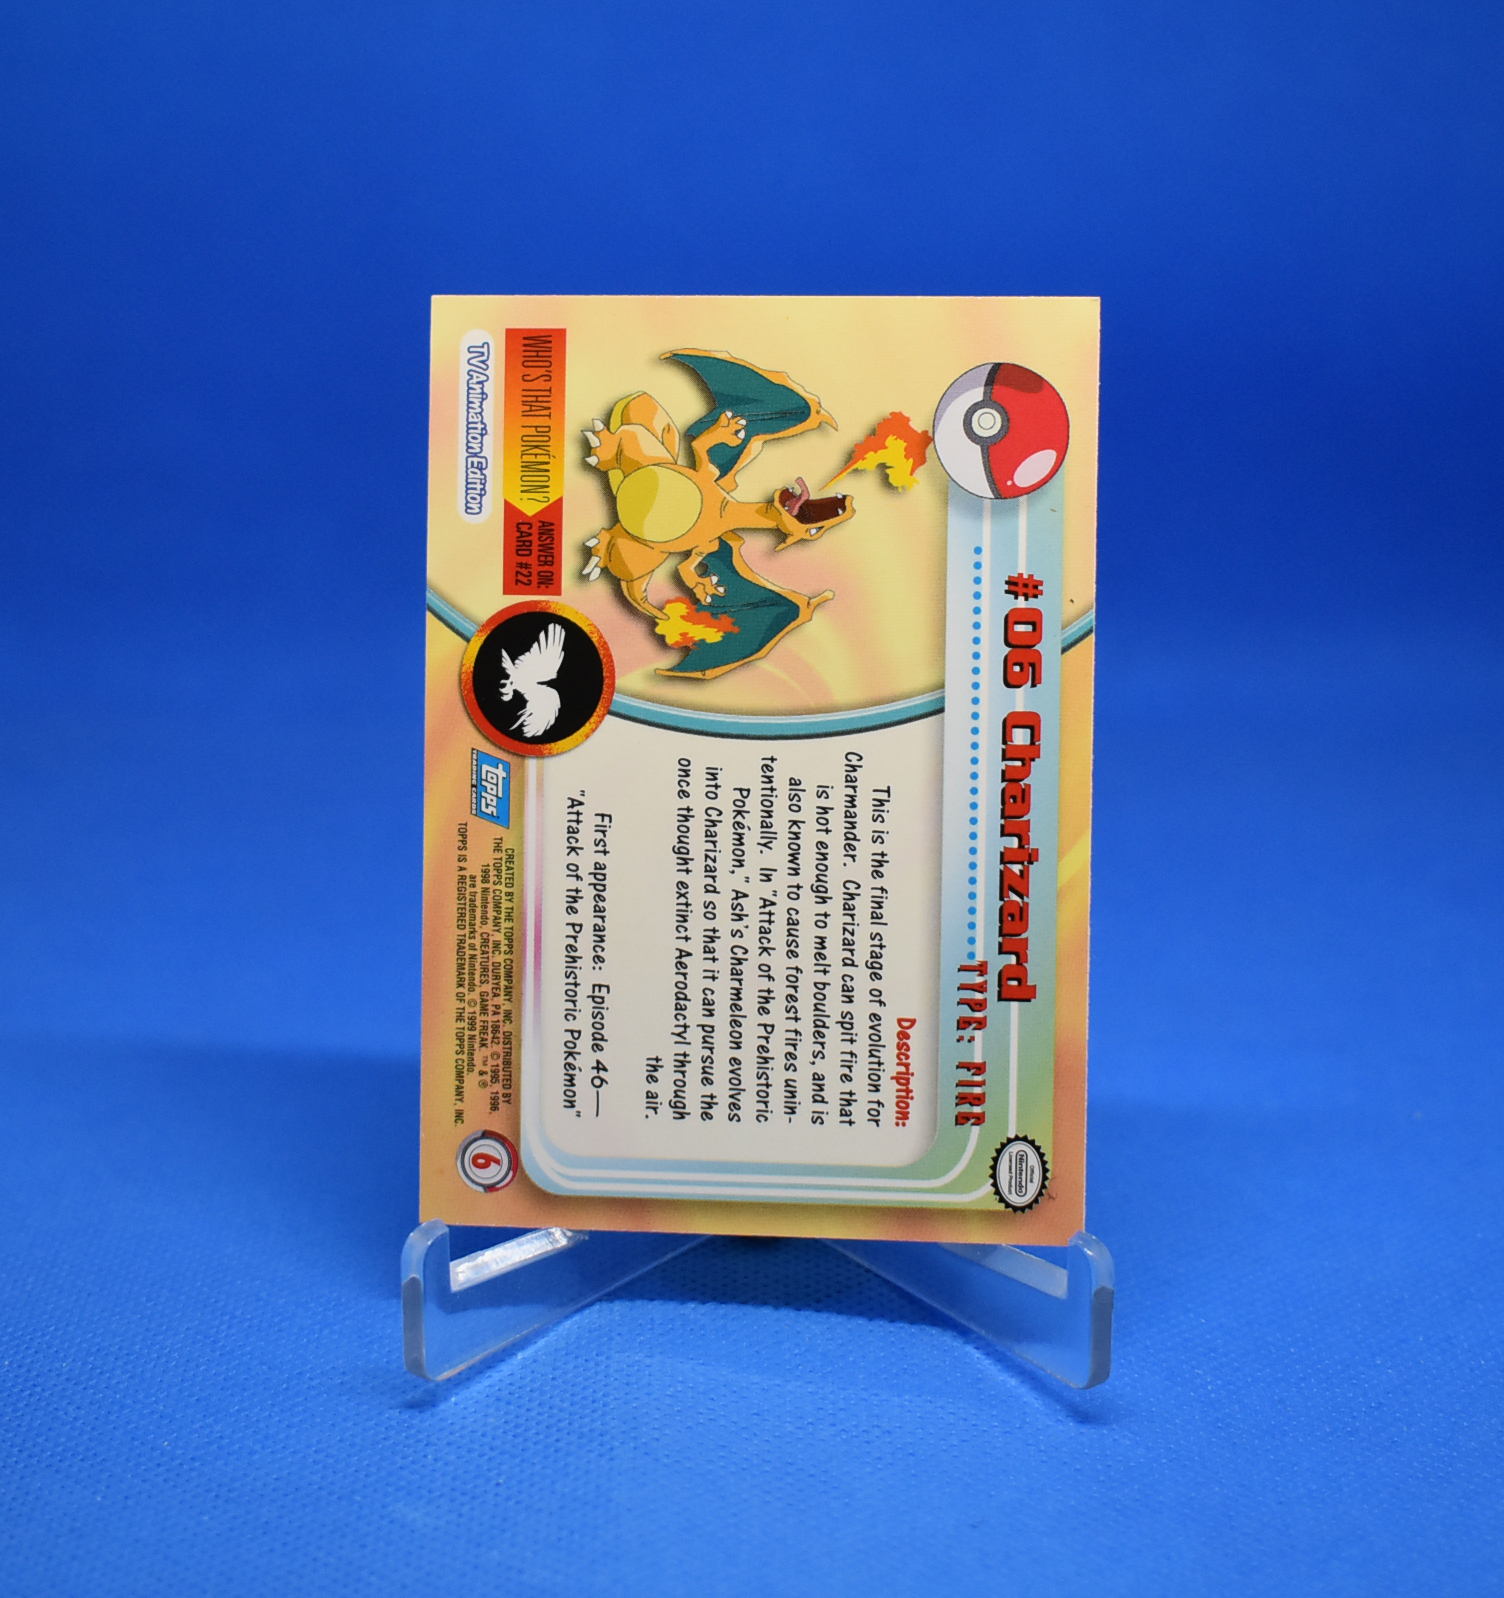 #06 Charizard
TYPE: FIRE
Official
Nintendo
Licensed Product
Description:
This is the final stage of evolution for
Charmander. Charizard can spit fire that
is hot enough to melt boulders, and is
also known to cause forest fires unin-
tentionally. In "Attack of the Prehistoric
Pokémon," Ash's Charmeleon evolves
into Charizard so that it can pursue the
once thought extinct Aerodactyl through
the air.
First appearance: Episode 46—
"Attack of the Prehistoric Pokémon"
WHO'S THAT POKÉMON?
ANSWER ON:
CARD #22
TV Animation Edition
topps
TRADING CARDS
CREATED BY THE TOPPS COMPANY, INC. DISTRIBUTED BY
THE TOPPS COMPANY, INC. DURYEA, PA 18642. © 1995, 1996,
1998 Nintendo, CREATURES, GAME FREAK. ™ & ®
are trademarks of Nintendo. © 1999 Nintendo.
TOPPS IS A REGISTERED TRADEMARK OF THE TOPPS COMPANY, INC.
6